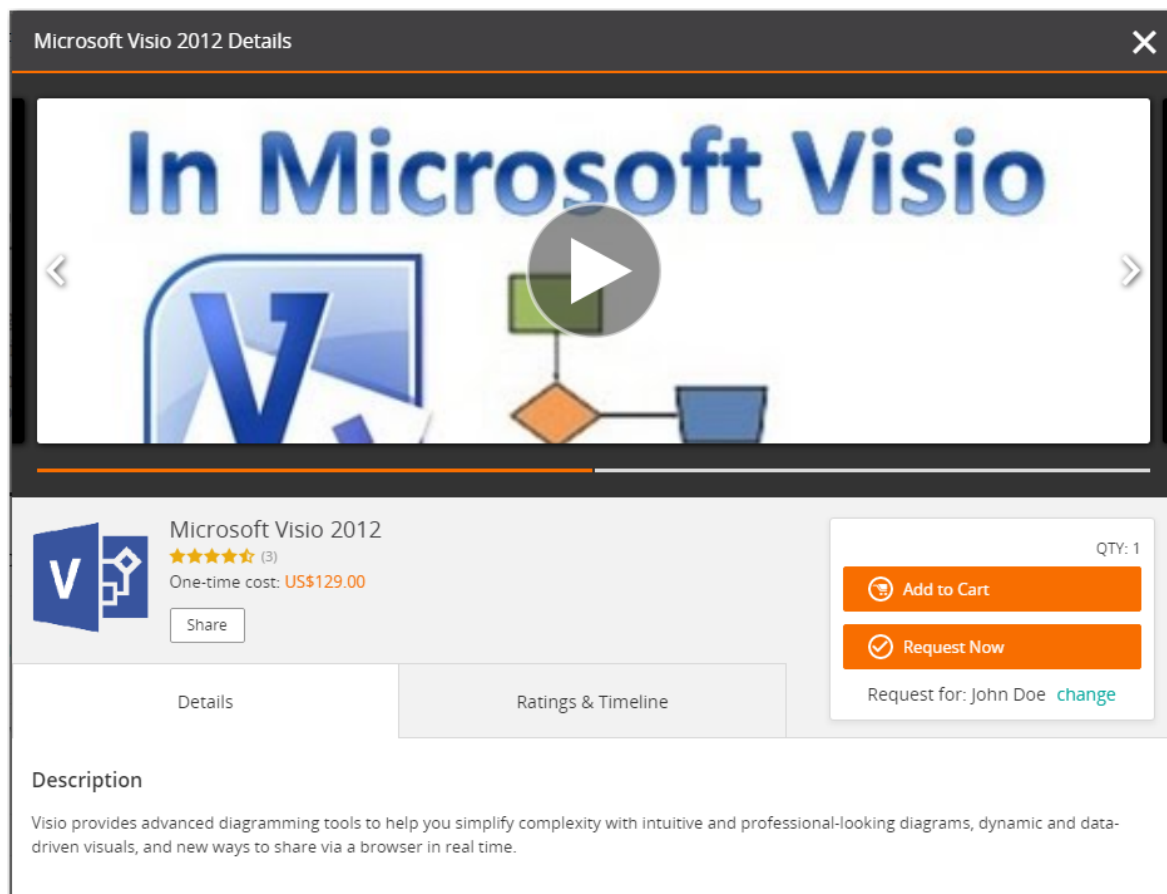 Microsoft Visio 2012 Details
In Microsoft Visio
V
V
Microsoft Visio 2012
(3)
One-time cost: US$129.00
Share
QTY: 1
Add to Cart
Request Now
Request for: John Doe change
Details
Ratings & Timeline
Description
Visio provides advanced diagramming tools to help you simplify complexity with intuitive and professional-looking diagrams, dynamic and data-
driven visuals, and new ways to share via a browser in real time.